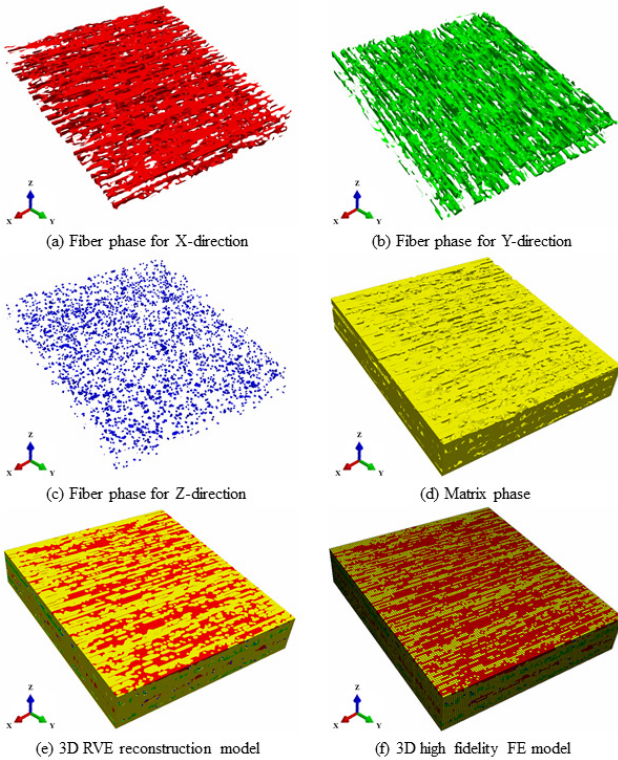 Z
X
Y
(a) Fiber phase for X-direction
Z
X
Y
(b) Fiber phase for Y-direction
Z
X
Y
(c) Fiber phase for Z-direction
Z
X
Y
(d) Matrix phase
Z
X
Y
(e) 3D RVE reconstruction model
Z
X
Y
(f) 3D high fidelity FE model